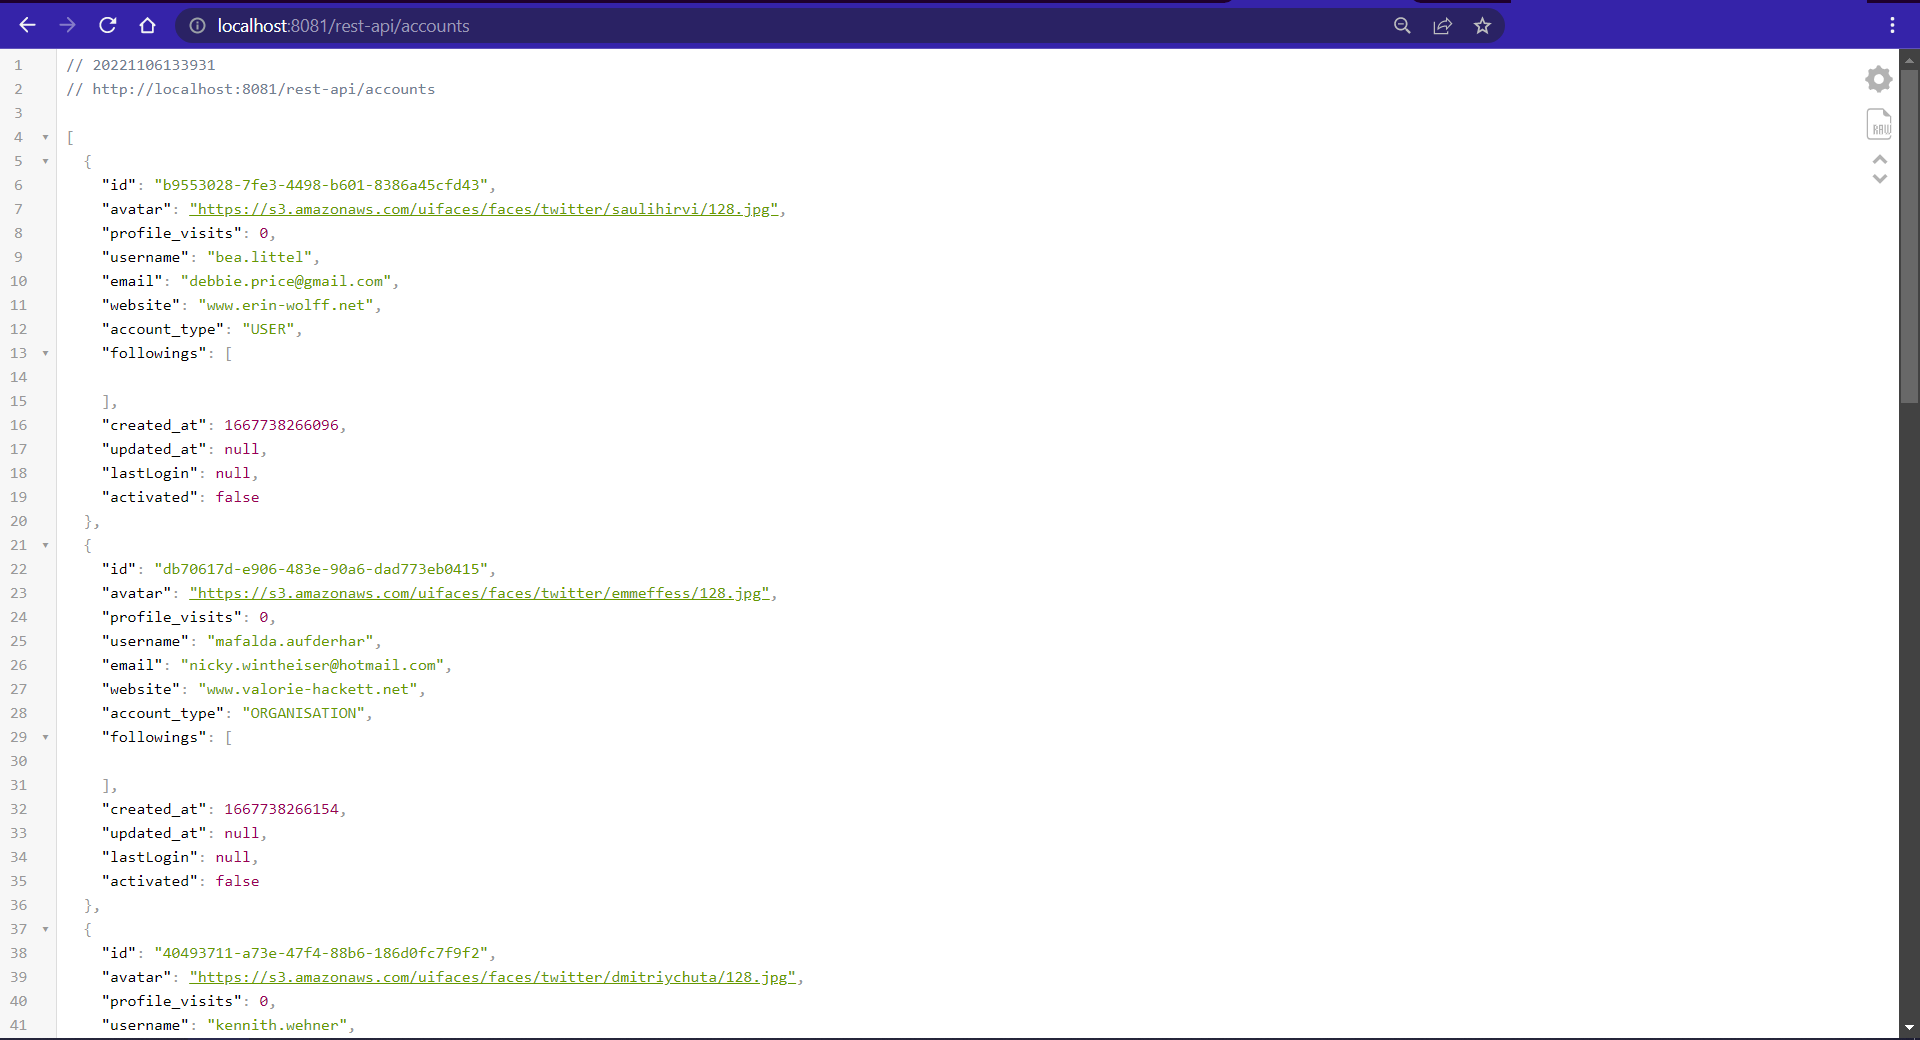 localhost:8081/rest-api/accounts
1 // 20221106133931
2 // http://localhost:8081/rest-api/accounts
3
4 [
5 {
6 "id": "b9553028-7fe3-4498-b601-8386a45cfd43",
7 "avatar": "https://s3.amazonaws.com/uifaces/faces/twitter/saulihirvi/128.jpg",
8 "profile_visits": 0,
9 "username": "bea.littel",
10 "email": "debbie.price@gmail.com",
11 "website": "www.erin-wolff.net",
12 "account_type": "USER",
13 "followings": [
14
15 ],
16 "created_at": 1667738266096,
17 "updated_at": null,
18 "lastLogin": null,
19 "activated": false
20 },
21 {
22 "id": "db70617d-e906-483e-90a6-dad773eb0415",
23 "avatar": "https://s3.amazonaws.com/uifaces/faces/twitter/emmeffess/128.jpg",
24 "profile_visits": 0,
25 "username": "mafalda.aufderhar",
26 "email": "nicky.wintheiser@hotmail.com",
27 "website": "www.valorie-hackett.net",
28 "account_type": "ORGANISATION",
29 "followings": [
30
31 ],
32 "created_at": 1667738266154,
33 "updated_at": null,
34 "lastLogin": null,
35 "activated": false
36 },
37 {
38 "id": "40493711-a73e-47f4-88b6-186d0fc7f9f2",
39 "avatar": "https://s3.amazonaws.com/uifaces/faces/twitter/dmitriychuta/128.jpg",
40 "profile_visits": 0,
41 "username": "kennith.wehner",
RAW